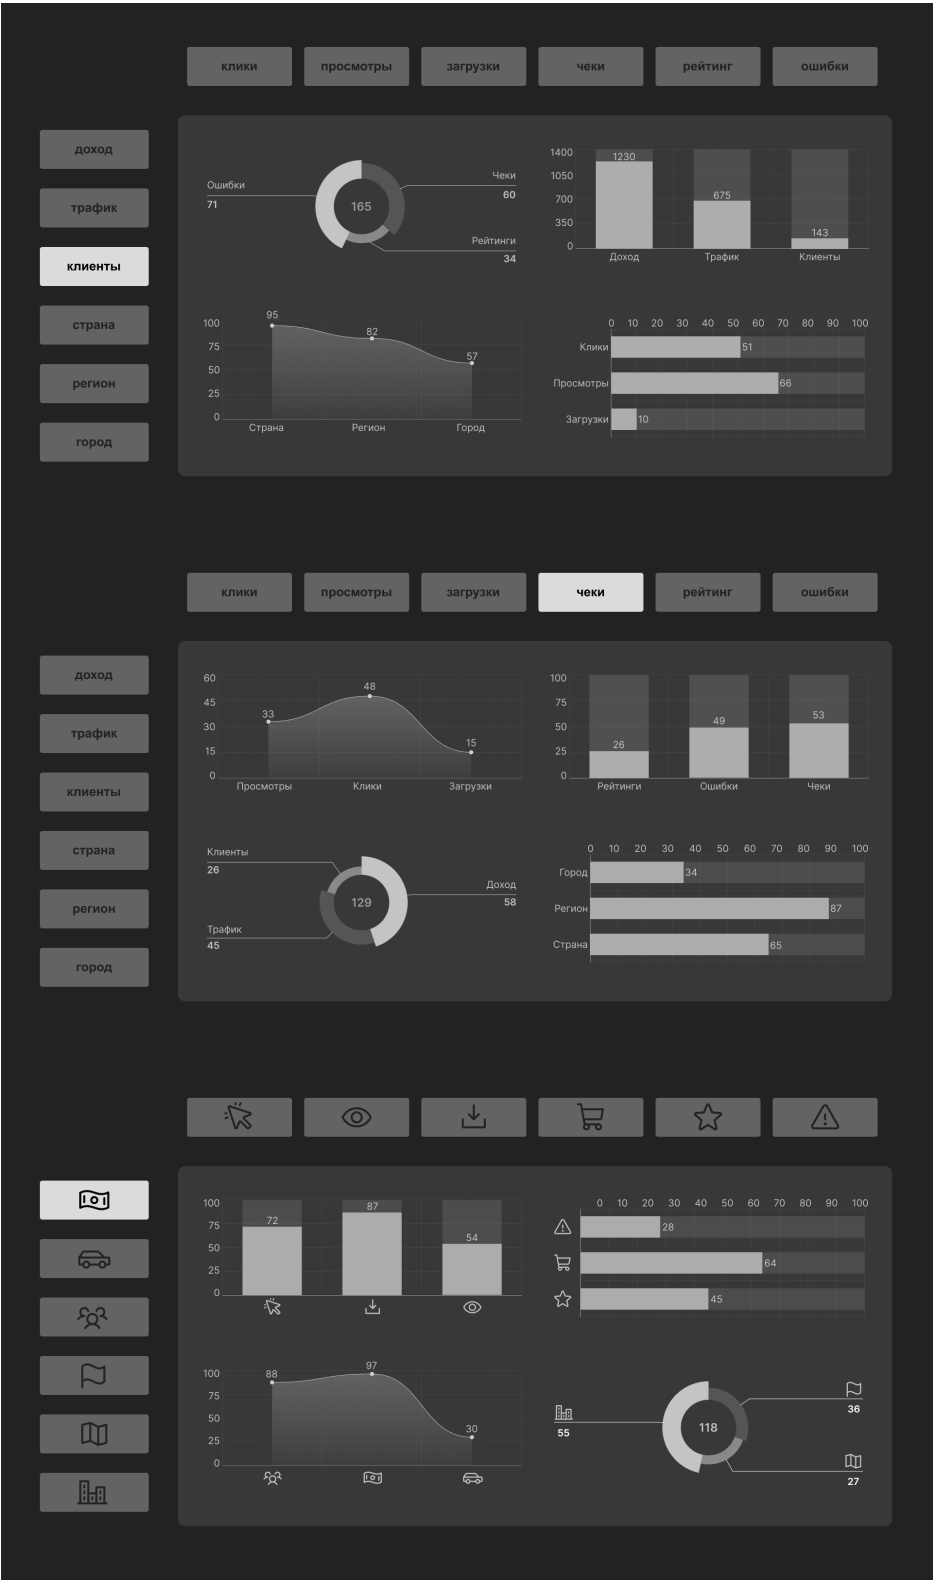 клики
просмотры
загрузки
чеки
рейтинг
ошибки
доход
трафик
клиенты
страна
регион
город
Ошибки
71
165
Чеки
60
Рейтинги
34
1400
1050
700
350
0
1230
675
143
Доход
Трафик
Клиенты
100
75
50
25
0
95
82
57
Страна
Регион
Город
0 10 20 30 40 50 60 70 80 90 100
Клики 51
Просмотры 66
Загрузки 10
клики
просмотры
загрузки
чеки
рейтинг
ошибки
доход
трафик
клиенты
страна
регион
город
60
45
30
15
0
33
48
15
Просмотры
Клики
Загрузки
100
75
50
25
0
26
49
53
Рейтинги
Ошибки
Чеки
Клиенты
26
129
Доход
58
Трафик
45
0 10 20 30 40 50 60 70 80 90 100
Город 34
Регион 87
Страна 65
100
75
50
25
0
72
87
54
0 10 20 30 40 50 60 70 80 90 100
28
64
45
100
75
50
25
0
88
97
30
55
118
36
27